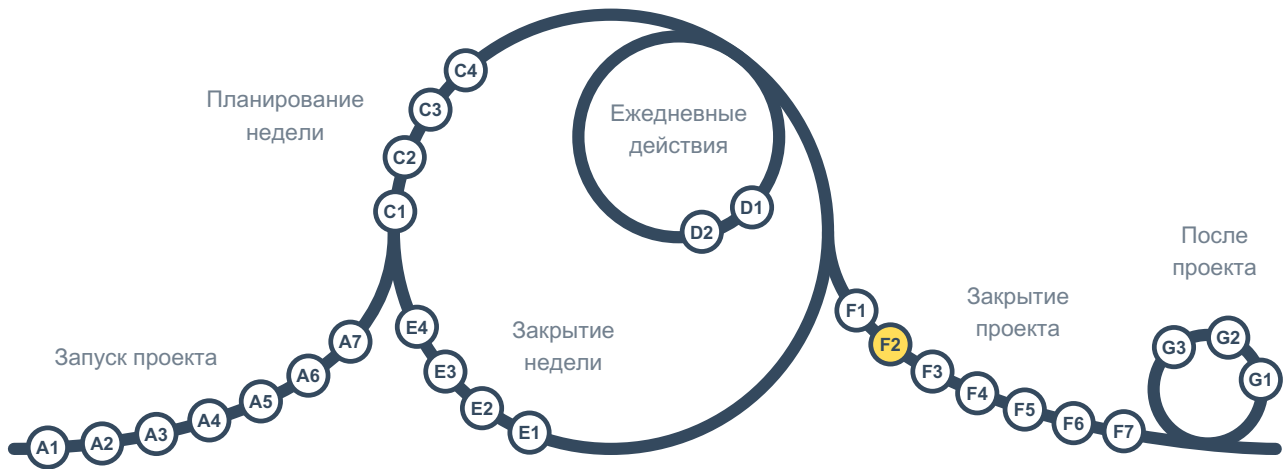 Запуск проекта
A1
A2
A3
A4
A5
A6
A7
Планирование
недели
C1
C2
C3
C4
Ежедневные
действия
D1
D2
Закрытие
недели
E1
E2
E3
E4
Закрытие
проекта
F1
F2
F3
F4
F5
F6
F7
После
проекта
G1
G2
G3